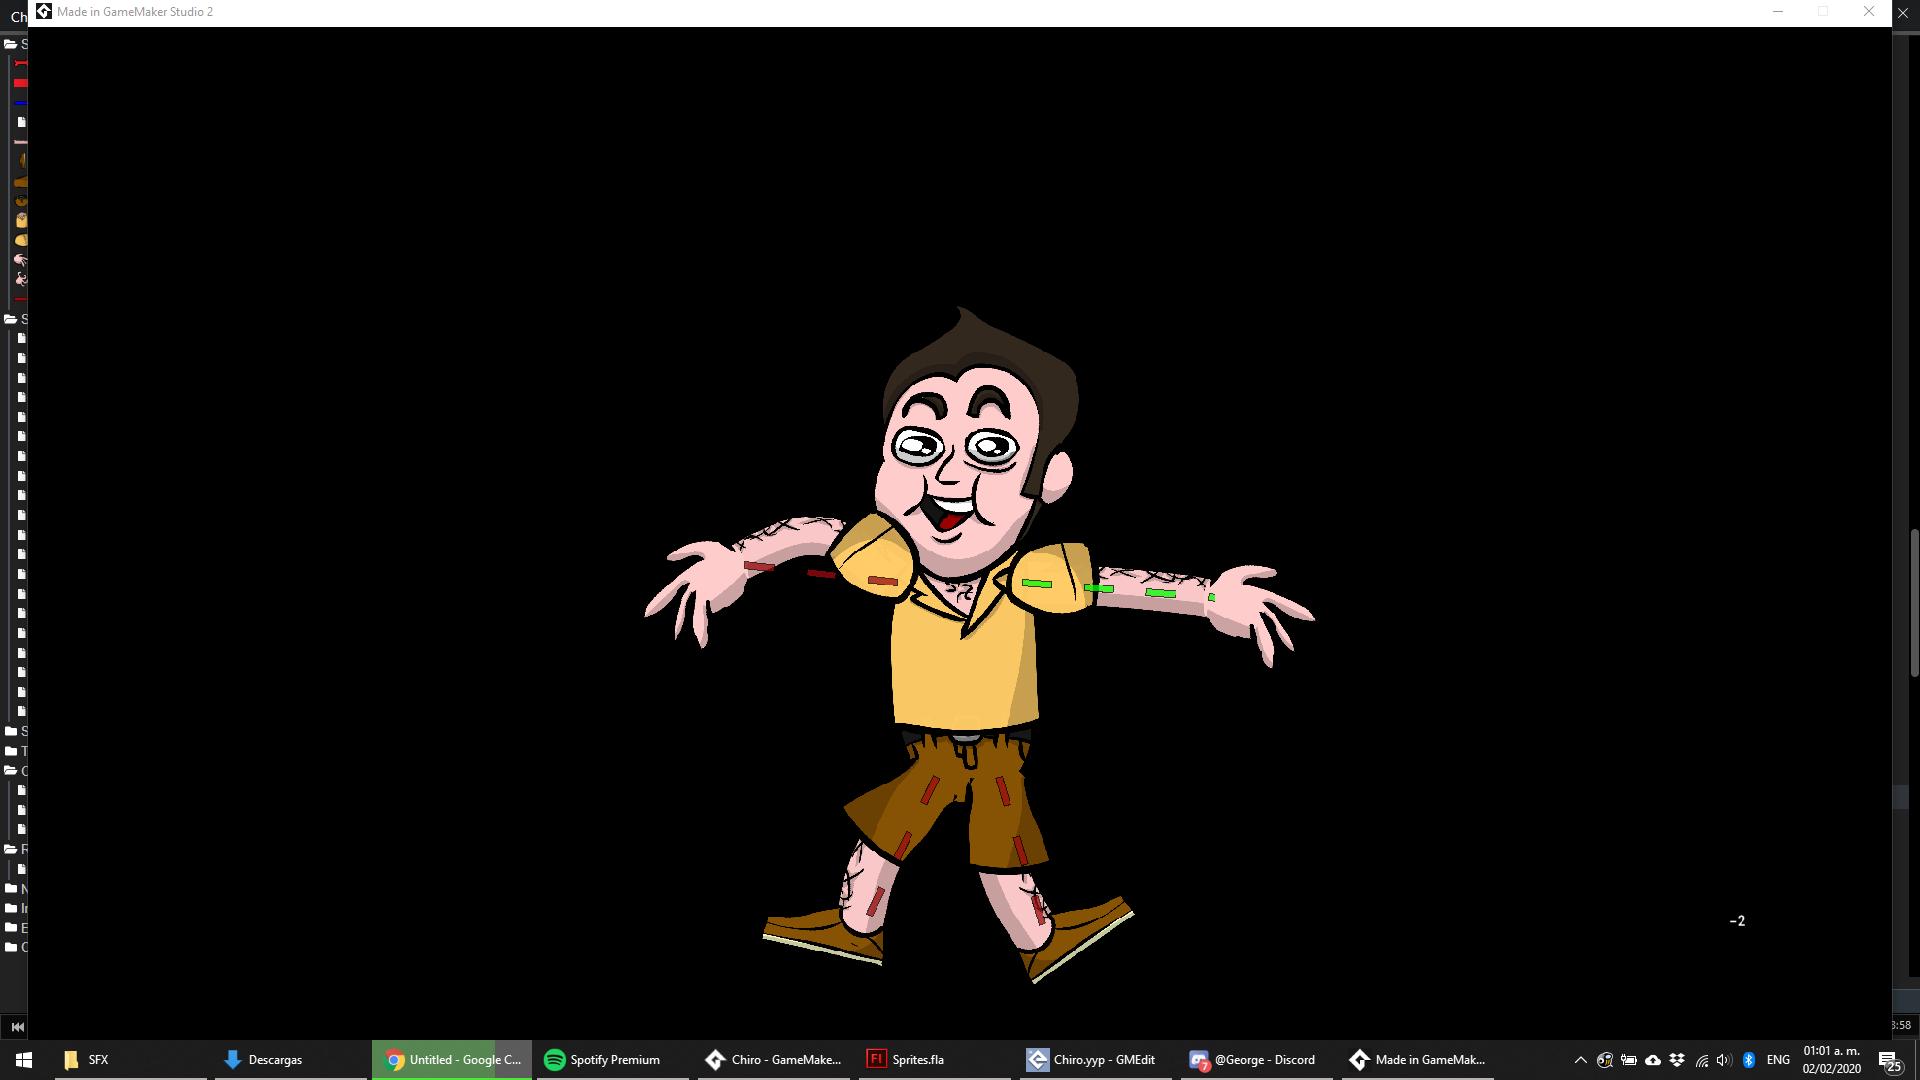 Ch
Made in GameMaker Studio 2
S
S
S
T
C
R
N
In
E
C
-2
3:58
SFX
Descargas
Untitled - Google C...
Spotify Premium
Chiro - GameMake...
Sprites.fla
Chiro.yyp - GMEdit
@George - Discord
Made in GameMak...
ENG
01:01 a. m.
02/02/2020
25